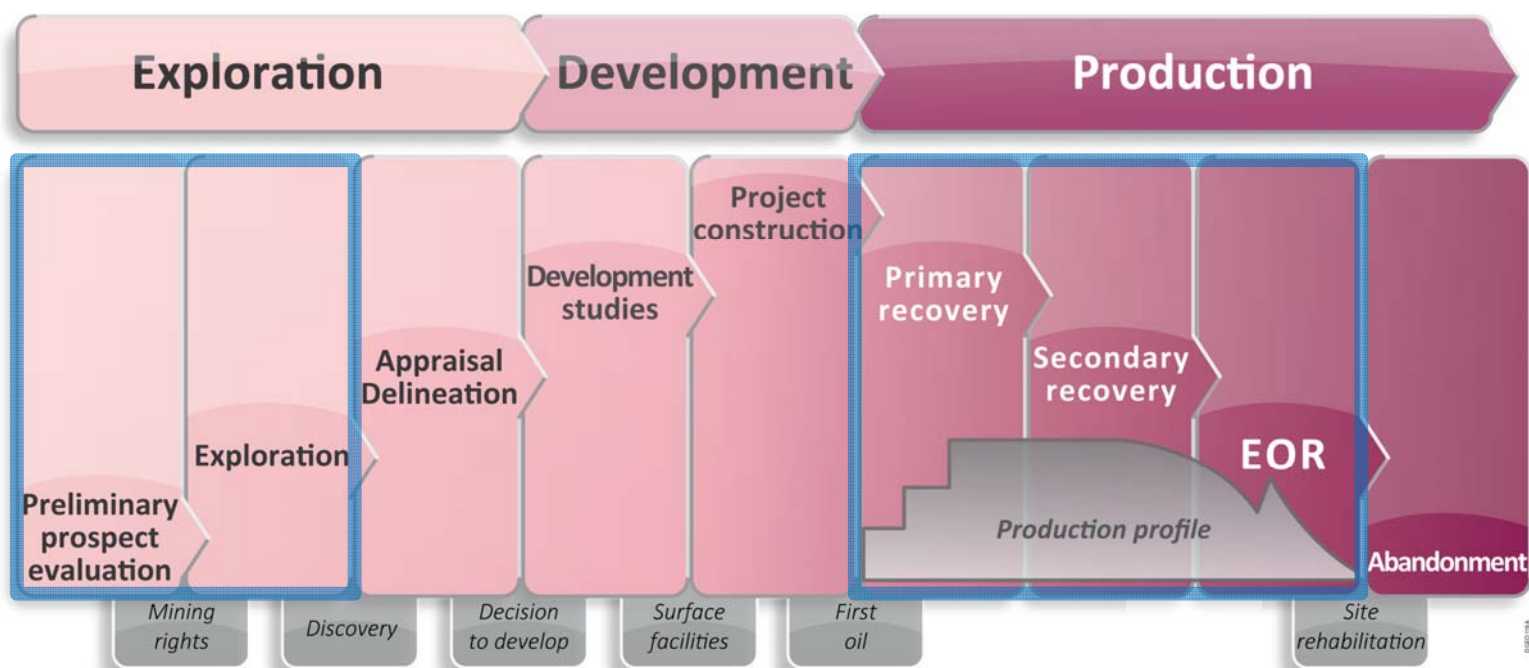 Exploration
Development
Production
Preliminary
prospect
evaluation
Exploration
Appraisal
Delineation
Development
studies
Project
construction
Primary
recovery
Secondary
recovery
EOR
Abandonment
Production profile
Mining
rights
Discovery
Decision
to develop
Surface
facilities
First
oil
Site
rehabilitation